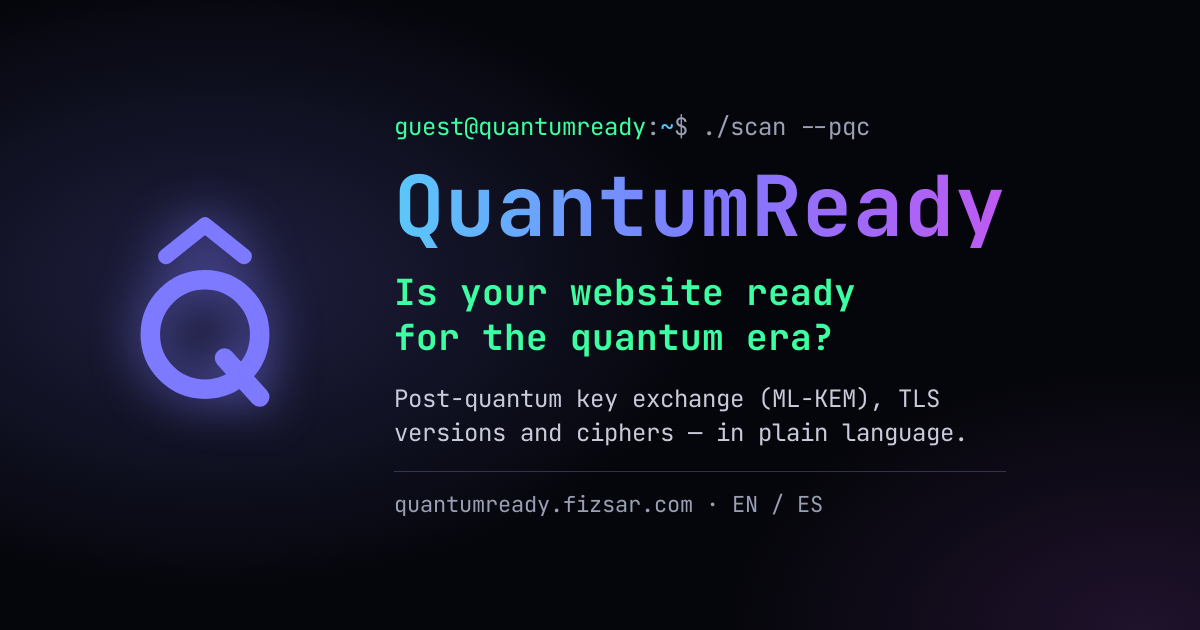 guest@quantumready:~$ ./scan --pqc
QuantumReady
Q̂
Is your website ready
for the quantum era?
Post-quantum key exchange (ML-KEM), TLS
versions and ciphers — in plain language.
quantumready.fizsar.com · EN / ES